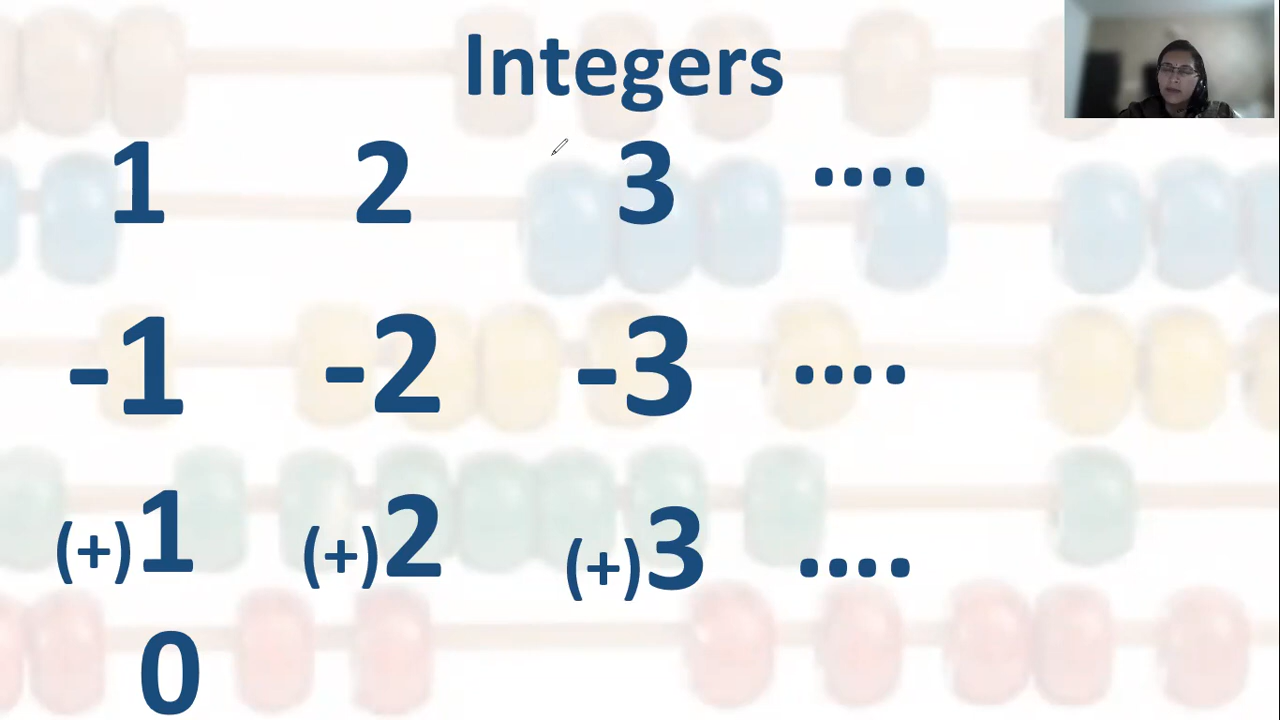 Integers
1 2 3 ....
-1 -2 -3 ....
(+)1 (+)2 (+)3 ....
0